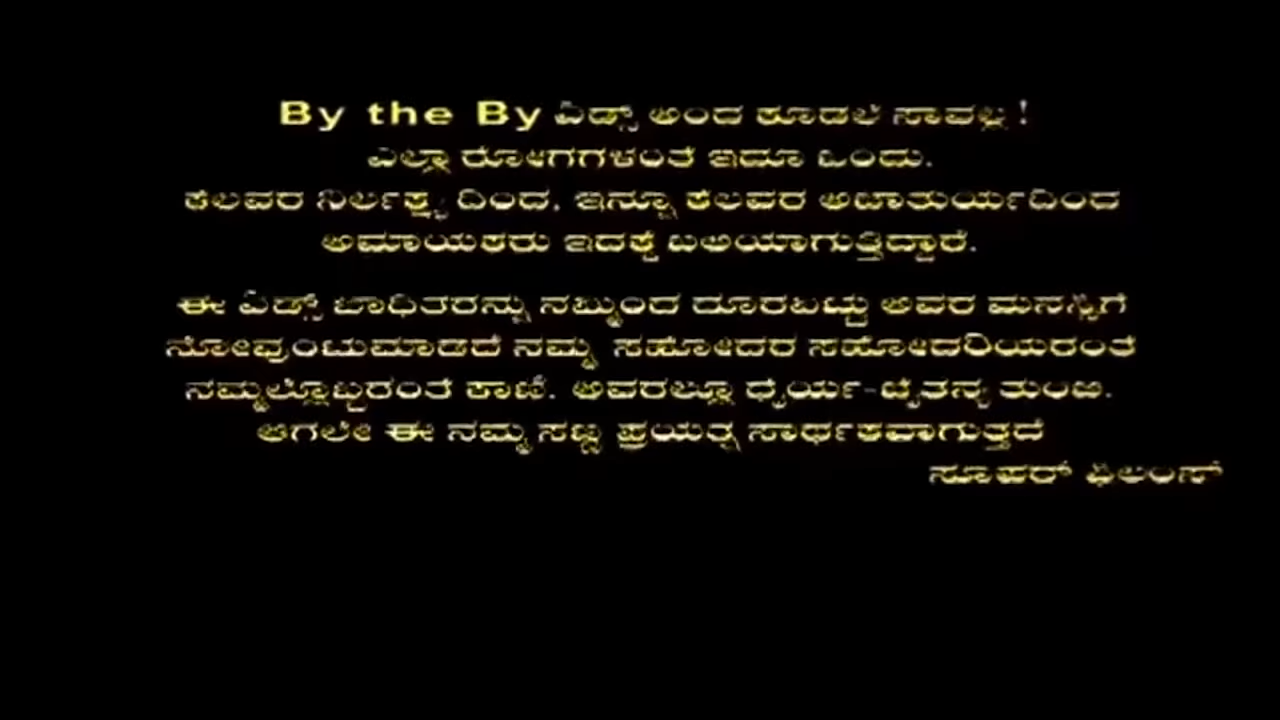 By the By ಏಡ್ಸ್ ಅಂದ ಕೂಡಲೆ ಸಾವಲ್ಲ !
ಎಲ್ಲಾ ರೋಗಗಳಂತೆ ಇದೂ ಒಂದು.
ಕೆಲವರ ನಿರ್ಲಕ್ಷ್ಯ ದಿಂದ, ಇನ್ನೂ ಕೆಲವರ ಅಚಾತುರ್ಯದಿಂದ
ಅಮಾಯಕರು ಇದಕ್ಕೆ ಬಲಿಯಾಗುತ್ತಿದ್ದಾರೆ.
ಈ ಏಡ್ಸ್ ಬಾಧಿತರನ್ನು ನಮ್ಮಿಂದ ದೂರವಿಟ್ಟು ಅವರ ಮನಸ್ಸಿಗೆ
ನೋವುಂಟುಮಾಡದೆ ನಮ್ಮ ಸಹೋದರ ಸಹೋದರಿಯರಂತೆ
ನಮ್ಮಲ್ಲೊಬ್ಬರಂತೆ ಕಾಣಿ. ಅವರಲ್ಲೂ ಧೈರ್ಯ-ಚೈತನ್ಯ ತುಂಬಿ.
ಆಗಲೇ ಈ ನಮ್ಮ ಸಣ್ಣ ಪ್ರಯತ್ನ ಸಾರ್ಥಕವಾಗುತ್ತದೆ
ಸೂಪರ್ ಫಿಲಂಸ್